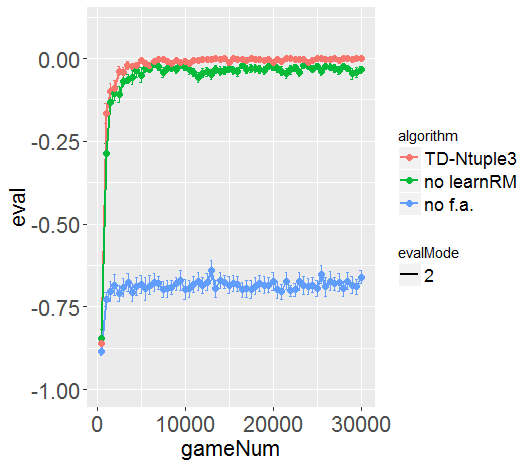 0.00
-0.25
-0.50
-0.75
-1.00
eval
0 10000 20000 30000
gameNum
algorithm
TD-Ntuple3
no learnRM
no f.a.
evalMode
2